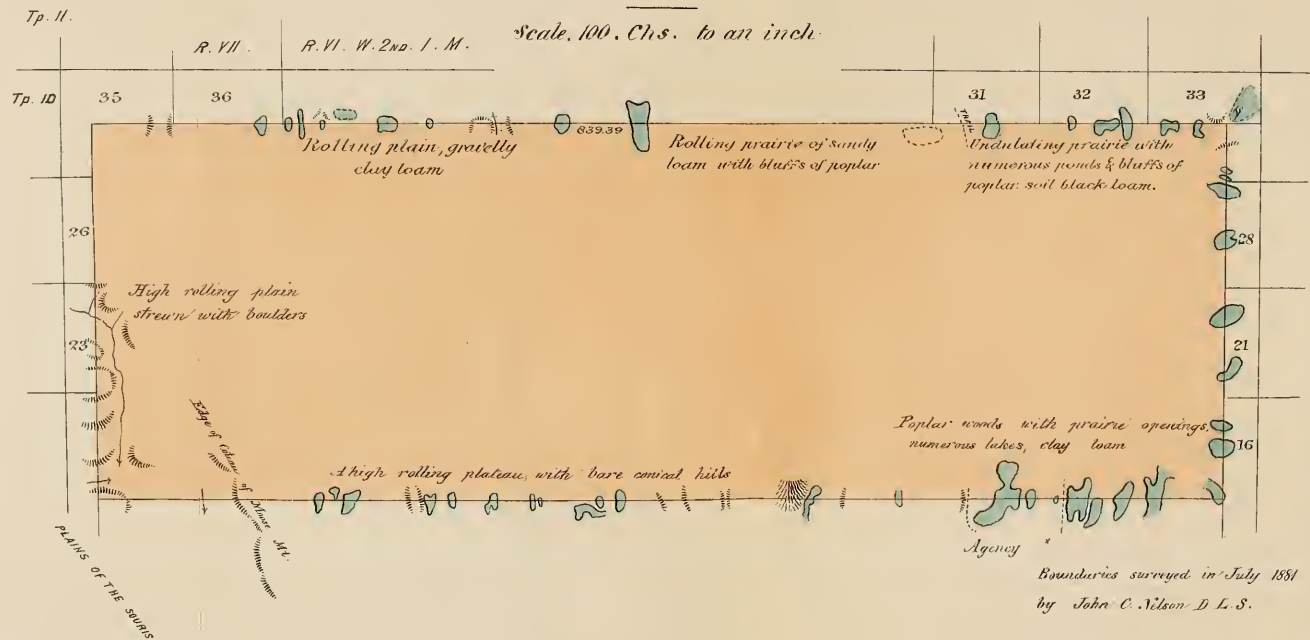 Tp. 11.
Scale. 100. Chs. to an inch.
R. VII.
R. VI. W. 2ND. I. M.
Tp. 10
35
36
31
32
33
839.39
TRAIL
Rolling plain, gravelly
clay loam
Rolling prairie of sandy
loam with bluffs of poplar
Undulating prairie with
numerous ponds & bluffs of
poplar. soil black loam.
26
28
High rolling plain
strewn with boulders
23
21
Edge of
of Moose Mt.
Poplar woods with prairie openings,
numerous lakes, clay loam
16
A high rolling plateau, with bare conical hills
PLAINS OF THE SOURIS
Agency
Boundaries surveyed in July 1881
by John C. Nelson D. L. S.